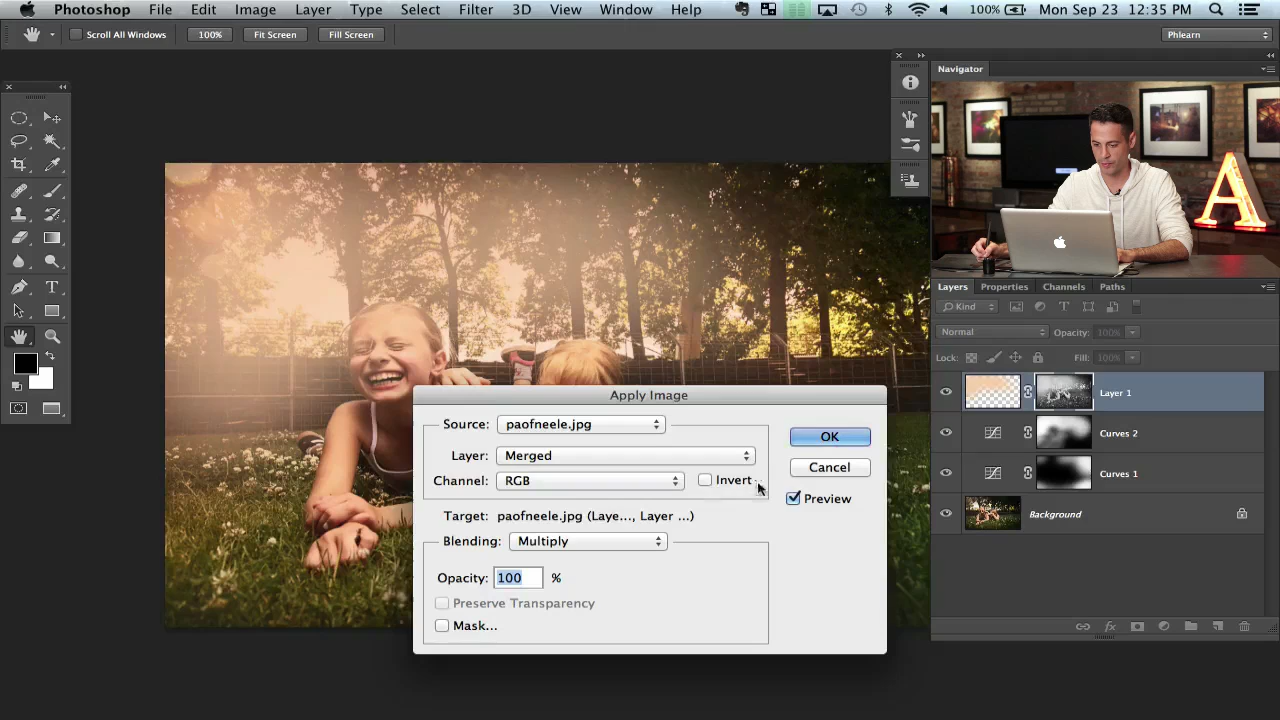 Photoshop File Edit Image Layer Type Select Filter 3D View Window Help 100% Mon Sep 23 12:35 PM
Scroll All Windows 100% Fit Screen Fill Screen Phlearn
Navigator
A
Layers Properties Channels Paths
Kind
Normal Opacity: 100%
Lock: Fill: 100%
Layer 1
Curves 2
Curves 1
Background
Apply Image
Source: paofneele.jpg
OK
Layer: Merged
Cancel
Channel: RGB Invert
Preview
Target: paofneele.jpg (Laye..., Layer ...)
Blending: Multiply
Opacity: 100 %
Preserve Transparency
Mask...